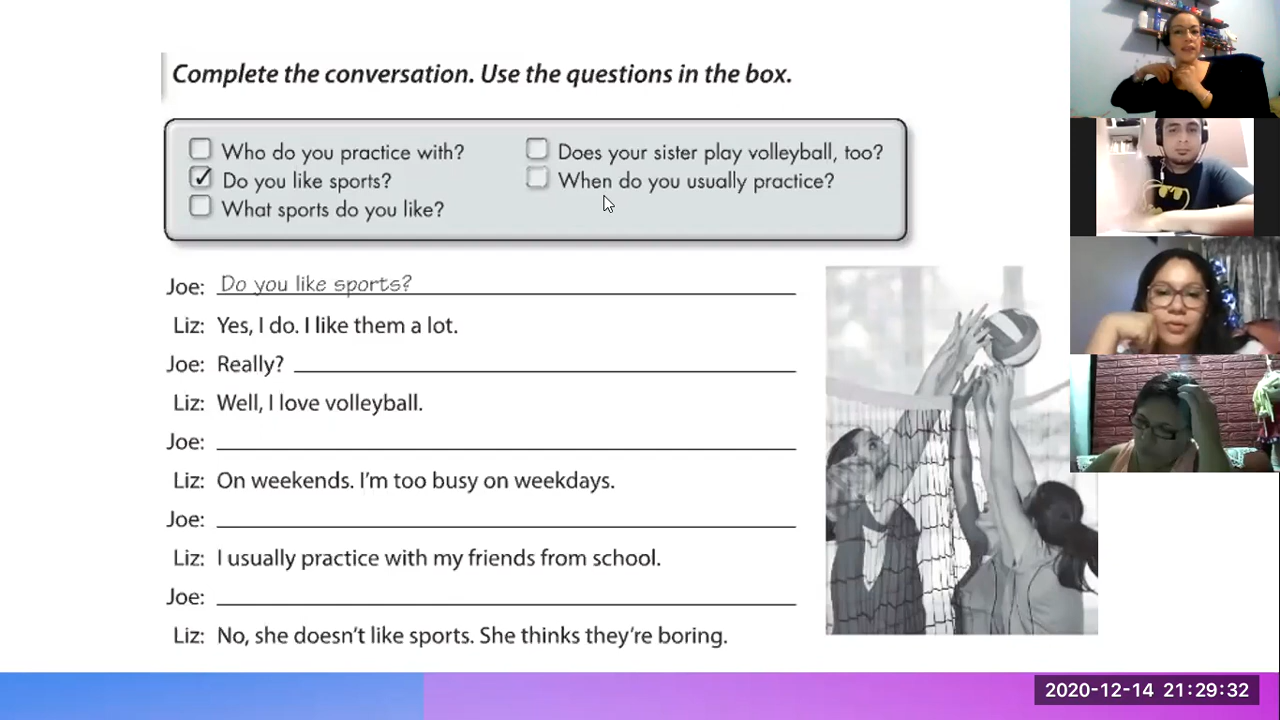 Complete the conversation. Use the questions in the box.
Who do you practice with?
Do you like sports?
What sports do you like?
Does your sister play volleyball, too?
When do you usually practice?
Joe: Do you like sports?
Liz: Yes, I do. I like them a lot.
Joe: Really?
Liz: Well, I love volleyball.
Joe:
Liz: On weekends. I'm too busy on weekdays.
Joe:
Liz: I usually practice with my friends from school.
Joe:
Liz: No, she doesn't like sports. She thinks they're boring.
2020-12-14 21:29:32